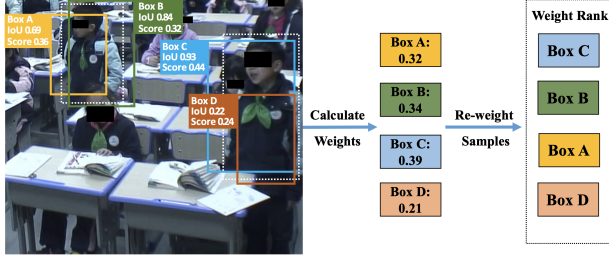 Box A
IoU 0.69
Score 0.36
Box B
IoU 0.84
Score 0.32
Box C
IoU 0.93
Score 0.44
Box D
IoU 0.22
Score 0.24
Calculate
Weights
Box A:
0.32
Box B:
0.34
Box C:
0.39
Box D:
0.21
Re-weight
Samples
Weight Rank
Box C
Box B
Box A
Box D